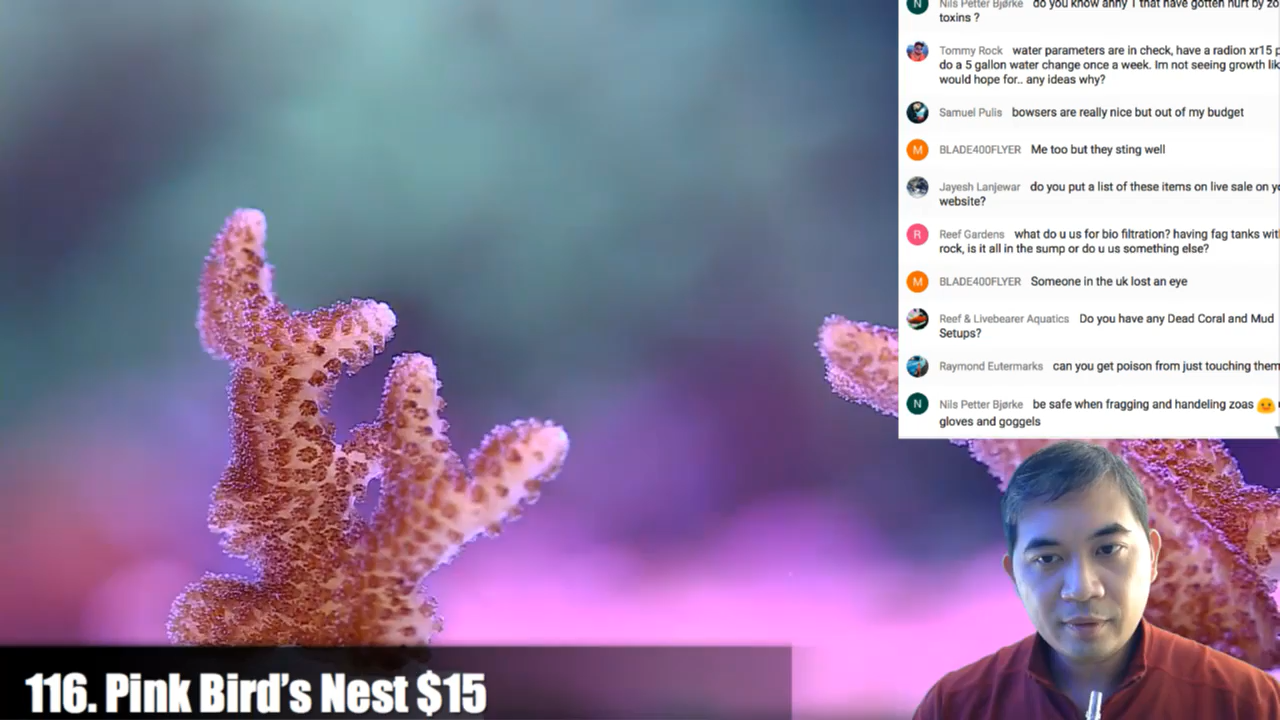 Nils Petter Bjørke do you know anny 1 that have gotten hurt by zo
toxins ?
Tommy Rock water parameters are in check, have a radion xr15 p
do a 5 gallon water change once a week. Im not seeing growth lik
would hope for.. any ideas why?
Samuel Pulis bowsers are really nice but out of my budget
M BLADE400FLYER Me too but they sting well
Jayesh Lanjewar do you put a list of these items on live sale on yo
website?
R Reef Gardens what do u us for bio filtration? having fag tanks wit
rock, is it all in the sump or do u us something else?
M BLADE400FLYER Someone in the uk lost an eye
Reef & Livebearer Aquatics Do you have any Dead Coral and Mud
Setups?
Raymond Eutermarks can you get poison from just touching them
N Nils Petter Bjørke be safe when fragging and handeling zoas
gloves and goggels
116. Pink Bird's Nest $15